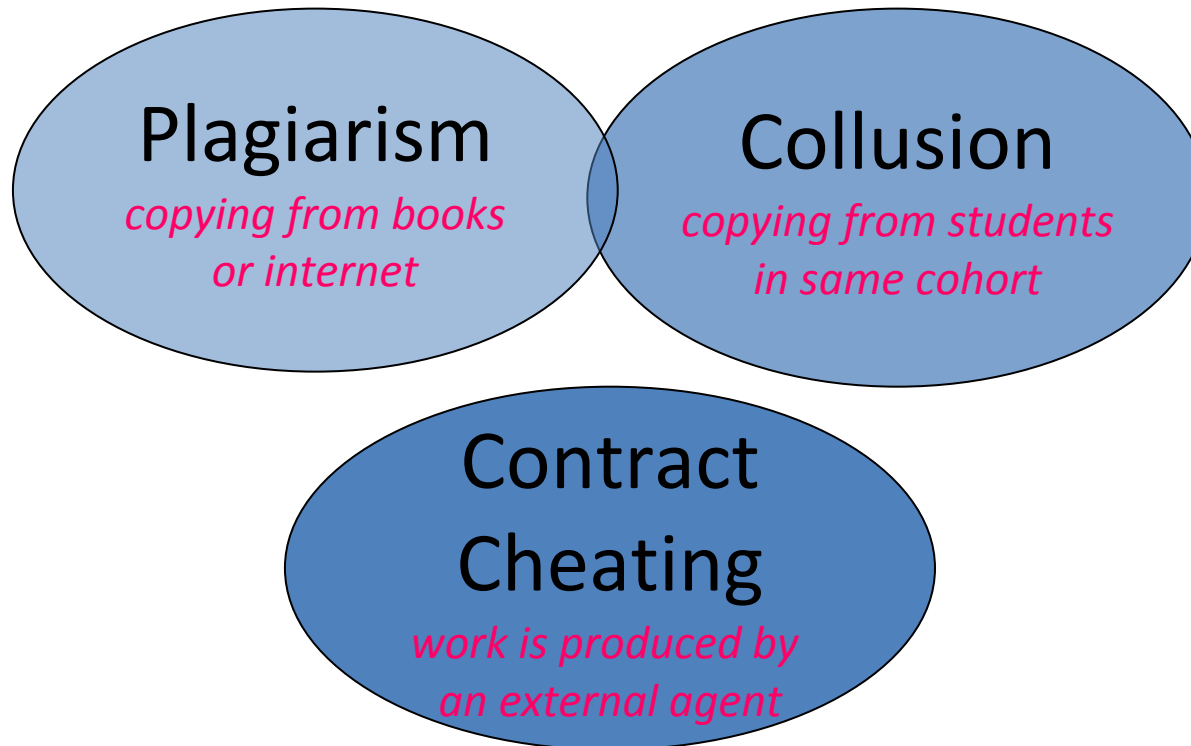 Plagiarism
copying from books
or internet
Collusion
copying from students
in same cohort
Contract
Cheating
work is produced by
an external agent